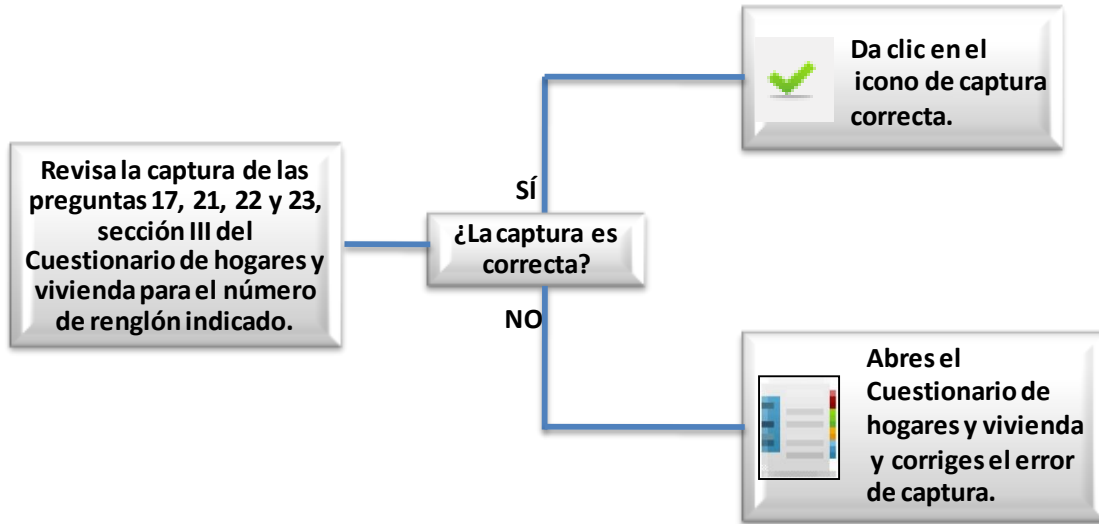 Revisa la captura de las
preguntas 17, 21, 22 y 23,
sección III del
Cuestionario de hogares y
vivienda para el número
de renglón indicado.
¿La captura es
correcta?
SÍ
Da clic en el
icono de captura
correcta.
NO
Abres el
Cuestionario de
hogares y vivienda
y corriges el error
de captura.